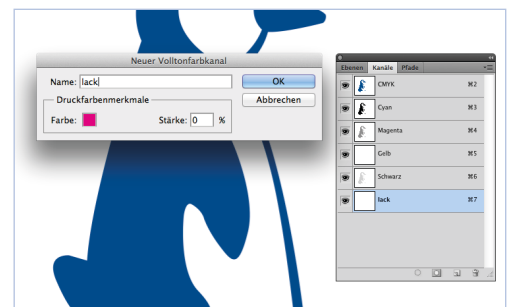 Neuer Volltonfarbkanal
Name: lack
OK
Druckfarbenmerkmale
Abbrechen
Farbe:
Stärke: 0 %
Ebenen Kanäle Pfade
CMYK ⌘2
Cyan ⌘3
Magenta ⌘4
Gelb ⌘5
Schwarz ⌘6
lack ⌘7